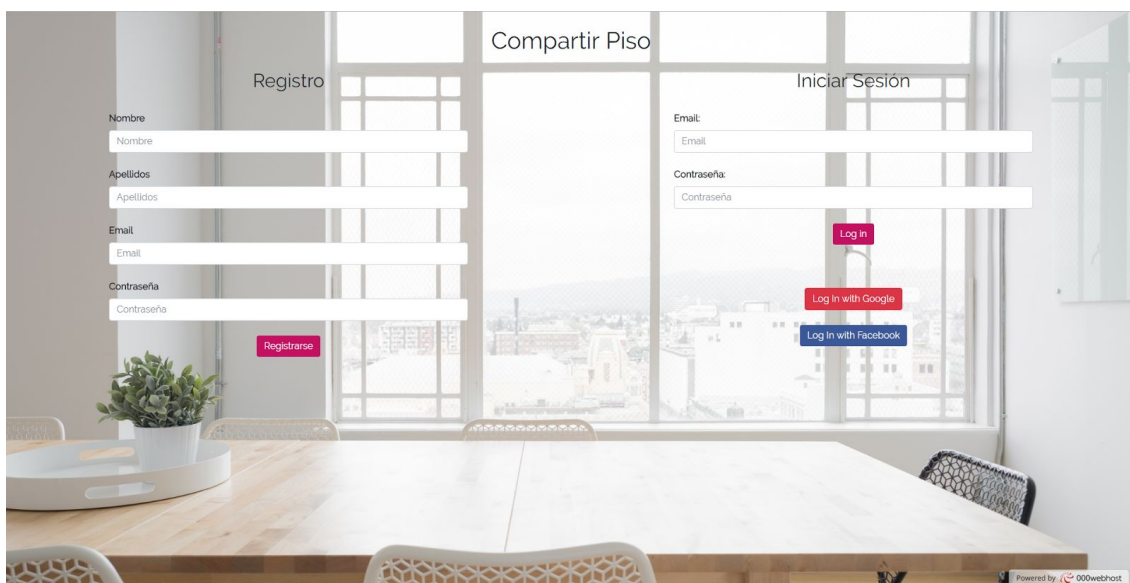 Compartir Piso
Registro
Nombre
Nombre
Apellidos
Apellidos
Email
Email
Contraseña
Contraseña
Registrarse
Iniciar Sesión
Email:
Email
Contraseña:
Contraseña
Log in
Log In with Google
Log In with Facebook
Powered by 000webhost